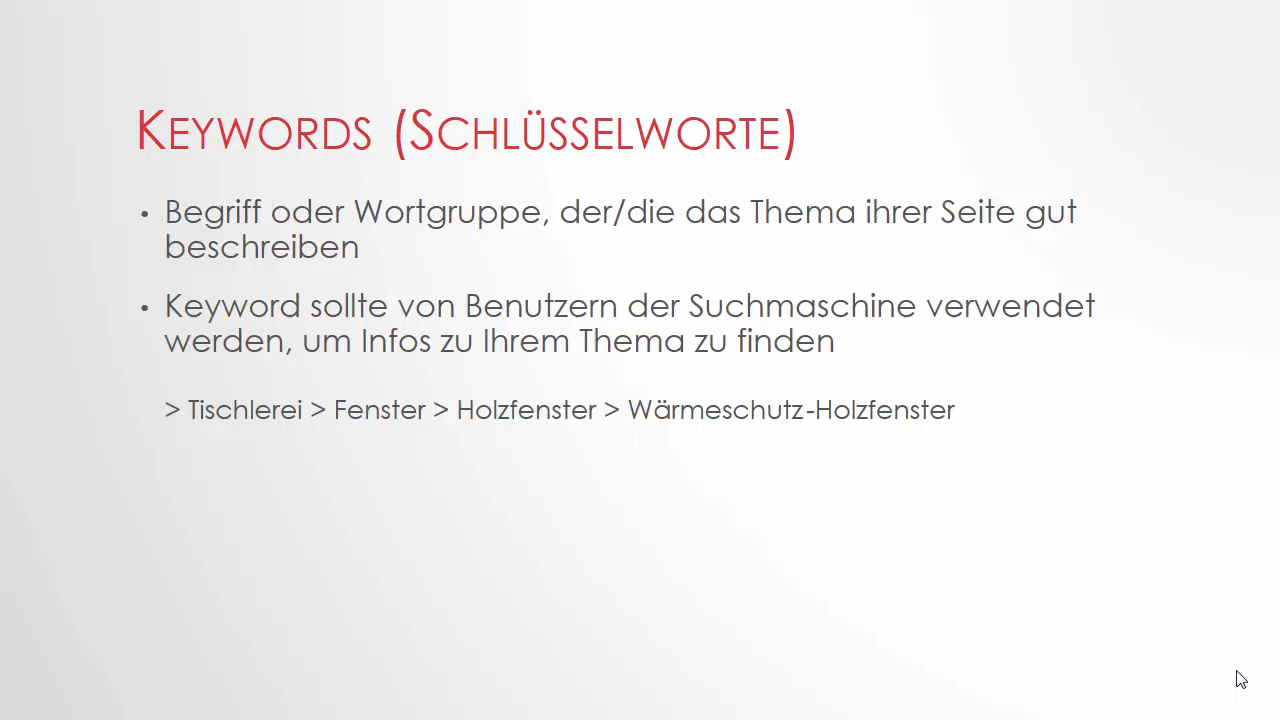 Keywords (Schlüsselworte)
• Begriff oder Wortgruppe, der/die das Thema ihrer Seite gut
beschreiben
• Keyword sollte von Benutzern der Suchmaschine verwendet
werden, um Infos zu Ihrem Thema zu finden
> Tischlerei > Fenster > Holzfenster > Wärmeschutz-Holzfenster